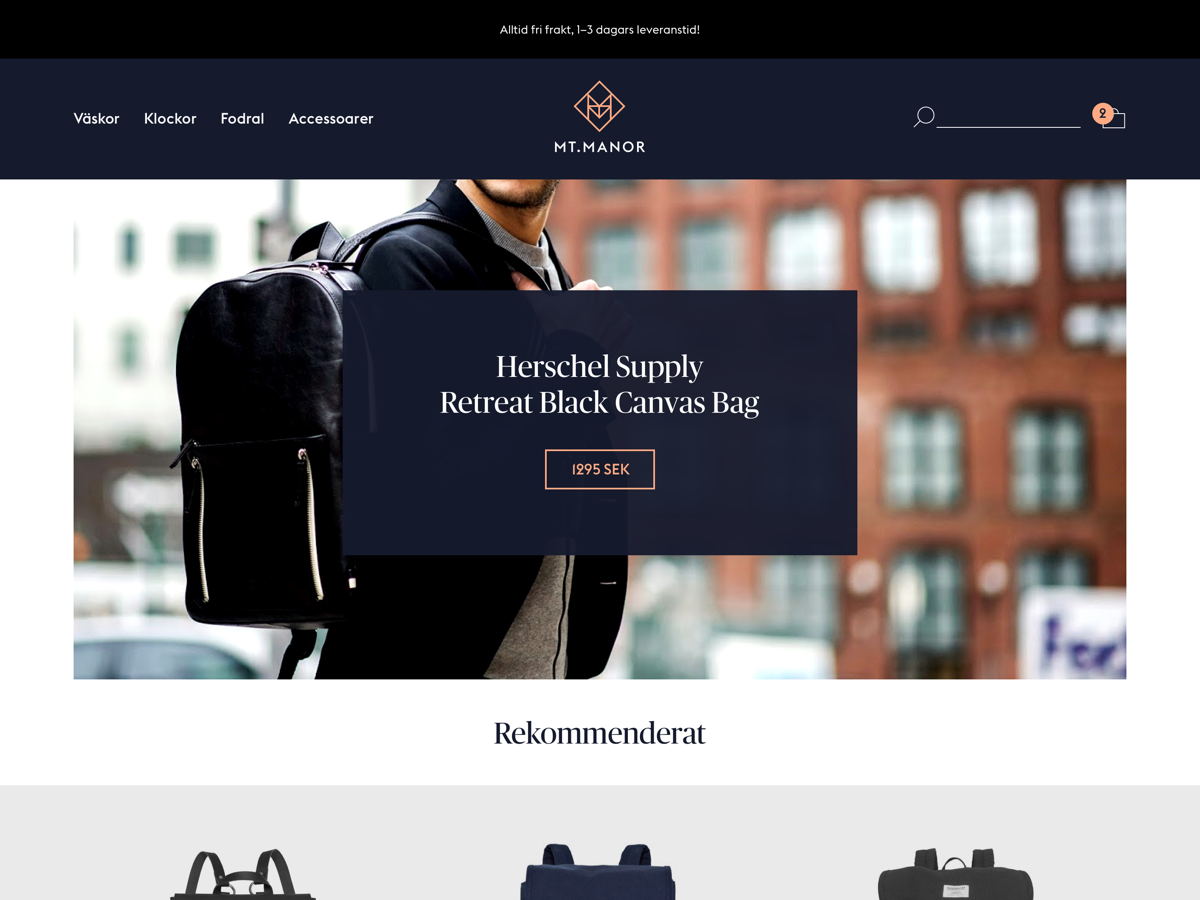 Alltid fri frakt, 1–3 dagars leveranstid!
Väskor Klockor Fodral Accessoarer
MT.MANOR
2
Herschel Supply
Retreat Black Canvas Bag
1295 SEK
Rekommenderat